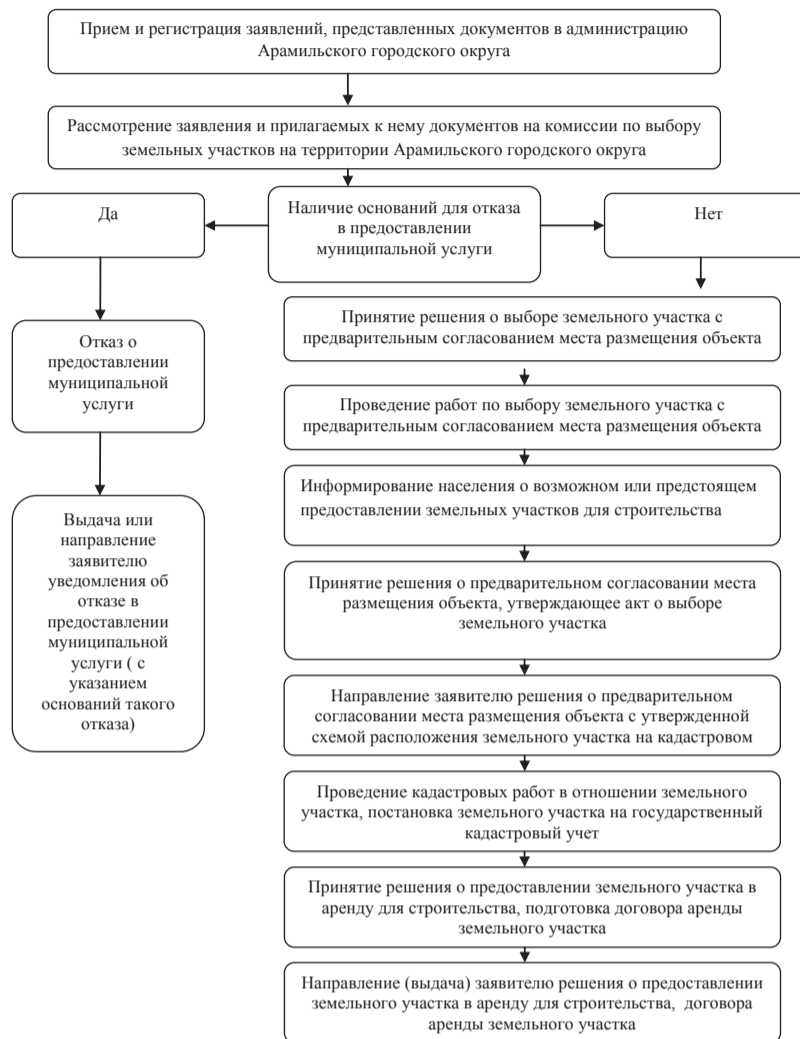 Прием и регистрация заявлений, представленных документов в администрацию
Арамильского городского округа
Рассмотрение заявления и прилагаемых к нему документов на комиссии по выбору
земельных участков на территории Арамильского городского округа
Да
Наличие оснований для отказа
в предоставлении
муниципальной услуги
Нет
Отказ о
предоставлении
муниципальной
услуги
Выдача или
направление
заявителю
уведомления об
отказе в
предоставлении
муниципальной
услуги ( с
указанием
оснований такого
отказа)
Принятие решения о выборе земельного участка с
предварительным согласованием места размещения объекта
Проведение работ по выбору земельного участка с
предварительным согласованием места размещения объекта
Информирование населения о возможном или предстоящем
предоставлении земельных участков для строительства
Принятие решения о предварительном согласовании места
размещения объекта, утверждающее акт о выборе
земельного участка
Направление заявителю решения о предварительном
согласовании места размещения объекта с утвержденной
схемой расположения земельного участка на кадастровом
Проведение кадастровых работ в отношении земельного
участка, постановка земельного участка на государственный
кадастровый учет
Принятие решения о предоставлении земельного участка в
аренду для строительства, подготовка договора аренды
земельного участка
Направление (выдача) заявителю решения о предоставлении
земельного участка в аренду для строительства, договора
аренды земельного участка